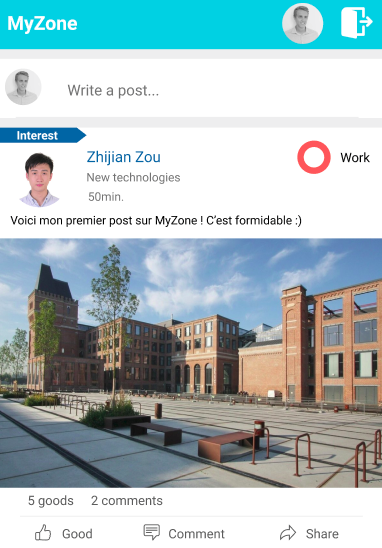 MyZone
Write a post...
Interest
Zhijian Zou
Work
New technologies
50min.
Voici mon premier post sur MyZone ! C'est formidable :)
5 goods 2 comments
Good Comment Share